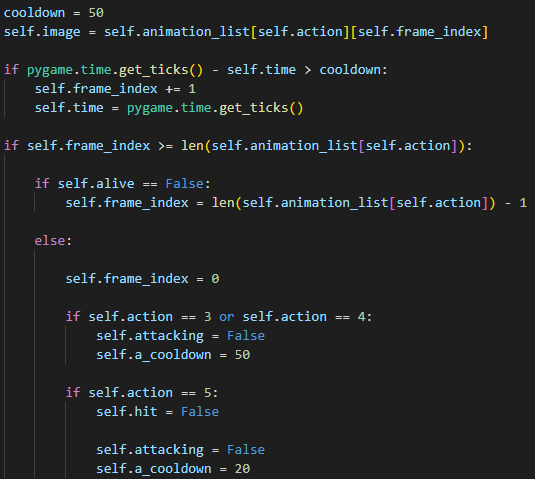 cooldown = 50
self.image = self.animation_list[self.action][self.frame_index]
if pygame.time.get_ticks() - self.time > cooldown:
self.frame_index += 1
self.time = pygame.time.get_ticks()
if self.frame_index >= len(self.animation_list[self.action]):
if self.alive == False:
self.frame_index = len(self.animation_list[self.action]) - 1
else:
self.frame_index = 0
if self.action == 3 or self.action == 4:
self.attacking = False
self.a_cooldown = 50
if self.action == 5:
self.hit = False
self.attacking = False
self.a_cooldown = 20